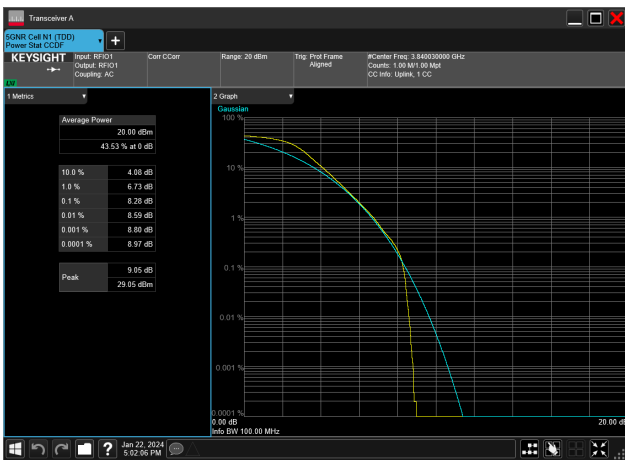 Transceiver A
5GNR Cell N1 (TDD)
Power Stat CCDF
KEYSIGHT
LV
Input: RFIO1
Output: RFIO1
Coupling: AC
Corr CCorr
Range: 20 dBm
Trig: Prot Frame
Aligned
#Center Freq: 3.840030000 GHz
Counts: 1.00 M/1.00 Mpt
CC Info: Uplink, 1 CC
1 Metrics
Average Power
20.00 dBm
43.53 % at 0 dB
10.0 % 4.08 dB
1.0 % 6.73 dB
0.1 % 8.28 dB
0.01 % 8.59 dB
0.001 % 8.80 dB
0.0001 % 8.97 dB
Peak
9.05 dB
29.05 dBm
2 Graph
Gaussian
100 %
10 %
1 %
0.1 %
0.01 %
0.001 %
0.0001 %
0.00 dB
20.00 dB
Info BW 100.00 MHz
Jan 22, 2024
5:02:06 PM